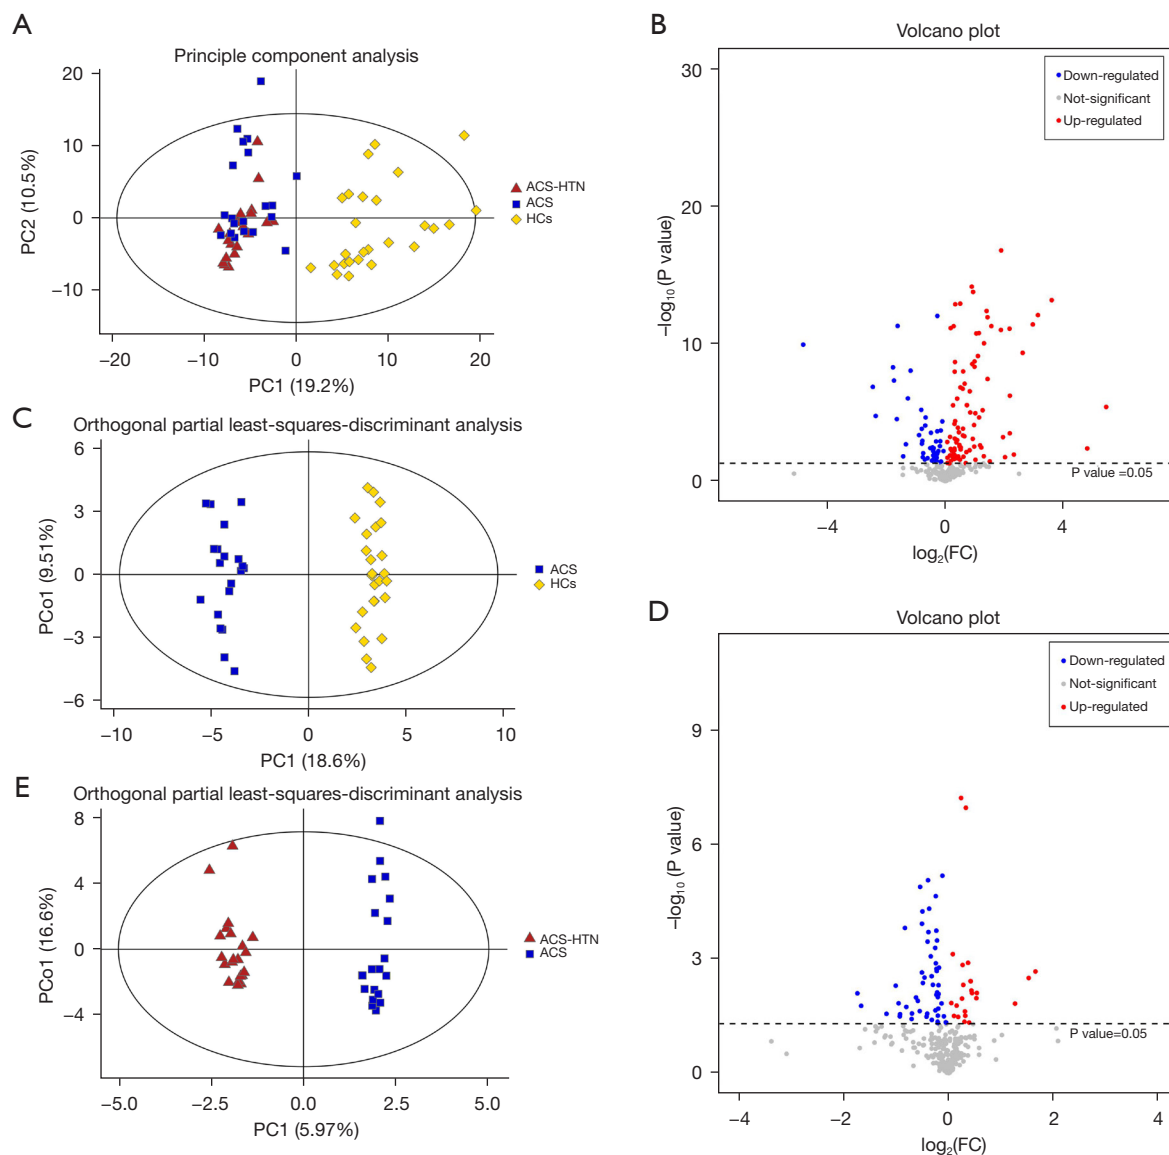 A
Principle component analysis
20
10
0
−10
PC2 (10.5%)
−20
−10
0
10
20
PC1 (19.2%)
ACS-HTN
ACS
HCs
B
Volcano plot
Down-regulated
Not-significant
Up-regulated
30
20
10
0
−log10 (P value)
P value =0.05
−4
0
4
log2(FC)
C
Orthogonal partial least-squares-discriminant analysis
6
3
0
−3
−6
PCo1 (9.51%)
−10
−5
0
5
10
PC1 (18.6%)
ACS
HCs
D
Volcano plot
Down-regulated
Not-significant
Up-regulated
9
6
3
0
−log10 (P value)
P value=0.05
−4
−2
0
2
4
log2(FC)
E
Orthogonal partial least-squares-discriminant analysis
8
4
0
−4
PCo1 (16.6%)
−5.0
−2.5
0.0
2.5
5.0
PC1 (5.97%)
ACS-HTN
ACS